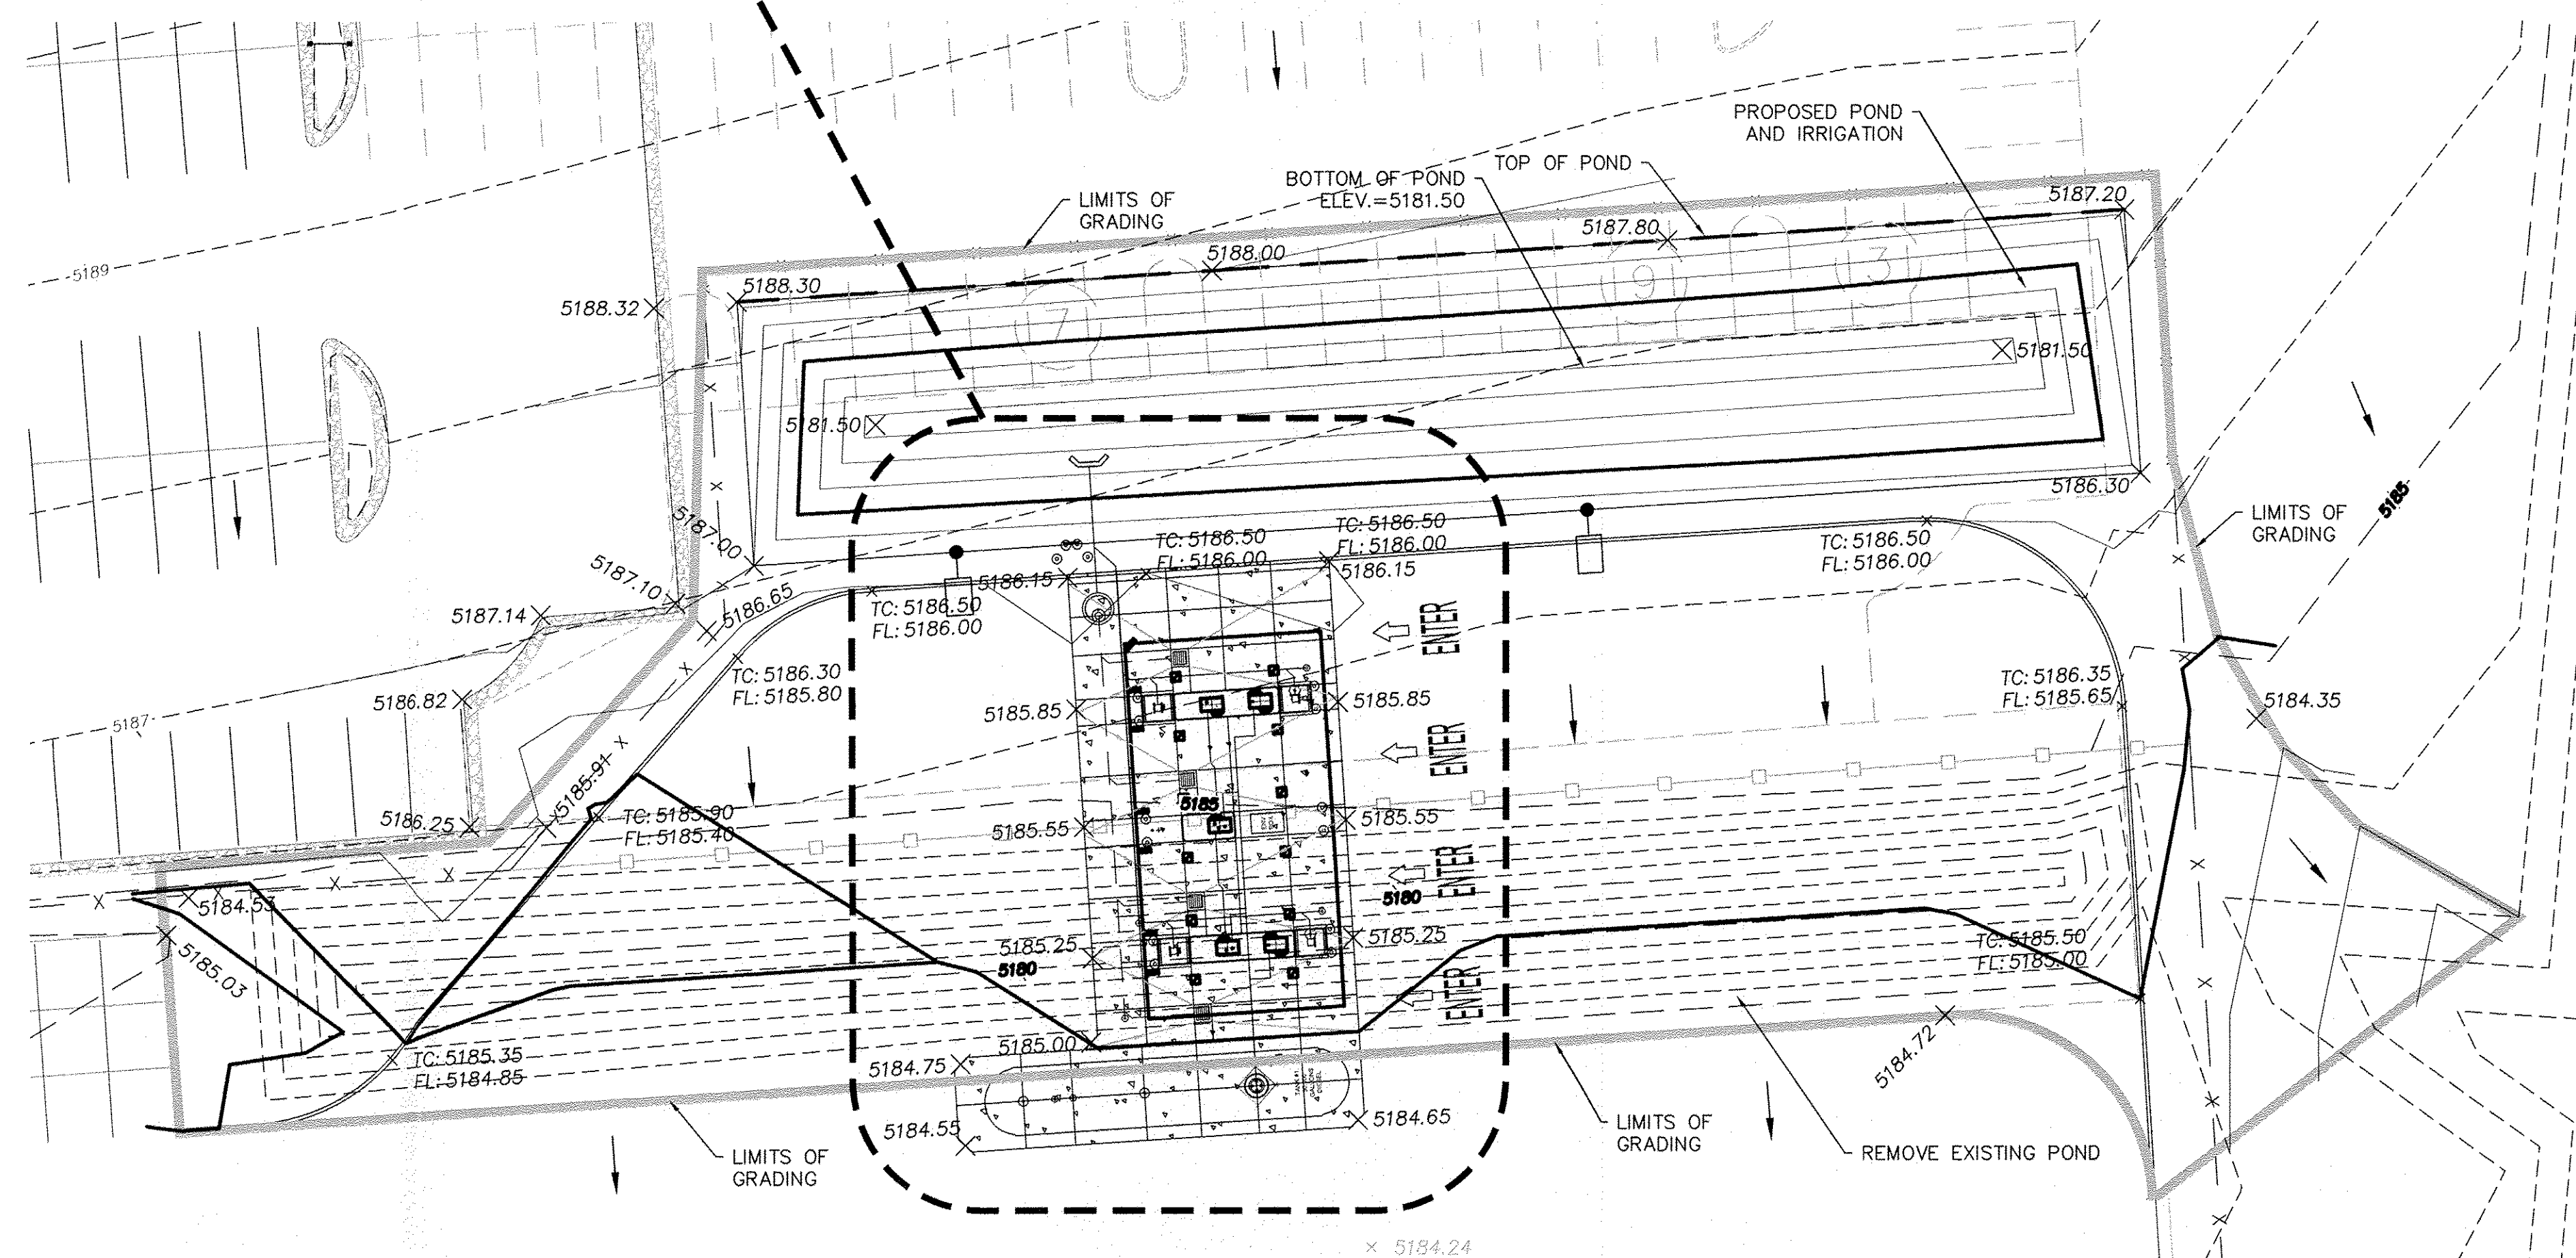 PROPOSED POND
AND IRRIGATION
TOP OF POND
BOTTOM OF POND
ELEV.=5181.50
LIMITS OF
GRADING
5187.20
5187.80
5188.00
5188.30
5188.32
5189
7
9
3
5181.50
5181.50
5186.30
5185
LIMITS OF
GRADING
5187.00
5187.10
5187.14
5186.65
5186.15
TC: 5186.50
FL: 5186.00
TC: 5186.50
FL: 5186.00
5186.15
TC: 5186.50
FL: 5186.00
TC: 5186.50
FL: 5186.00
ENTER
TC: 5186.30
FL: 5185.80
5186.82
5187
5185.85
5185.85
TC: 5186.35
FL: 5185.65
5184.35
ENTER
5185.91
5186.25
TC: 5185.90
FL: 5185.40
5185.55
5185
5185.55
ENTER
5180
5184.53
5185.03
5185.25
5180
5185.25
TC: 5185.50
FL: 5185.00
ENTER
5184.72
TC: 5185.35
FL: 5184.85
5185.00
5184.75
5184.55
5184.65
LIMITS OF
GRADING
LIMITS OF
GRADING
REMOVE EXISTING POND
5184.24